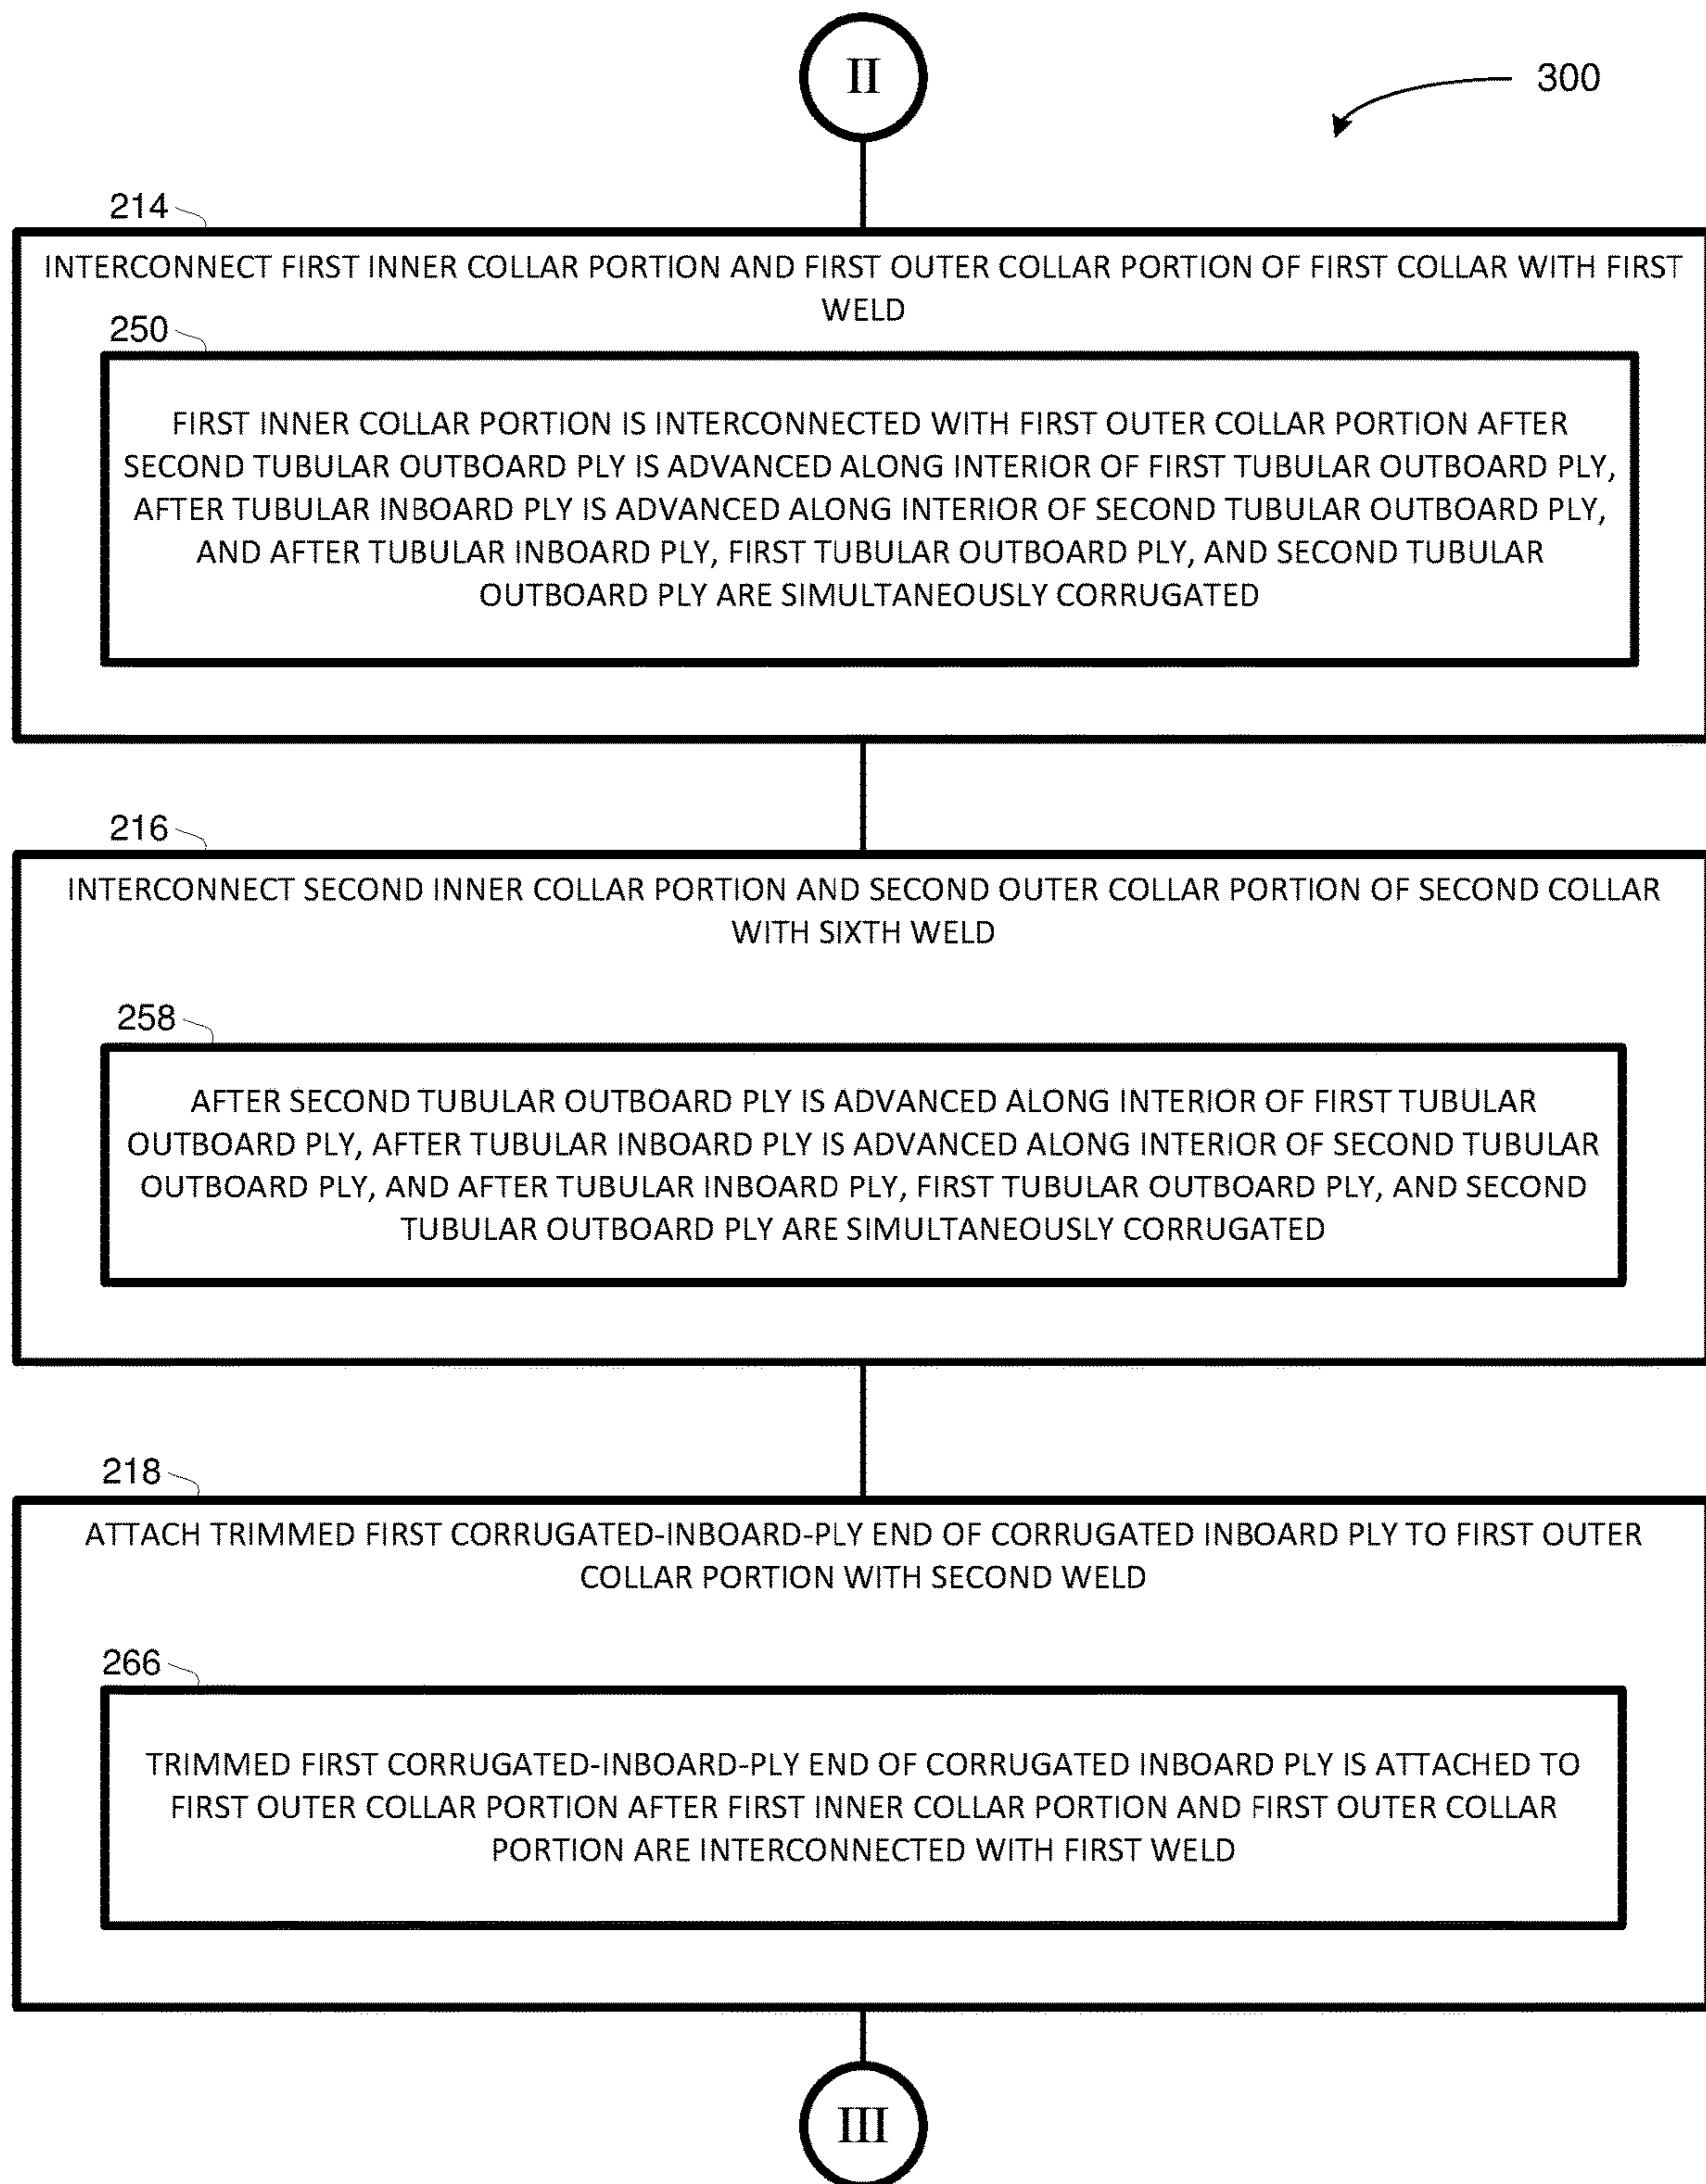 II
300
214
INTERCONNECT FIRST INNER COLLAR PORTION AND FIRST OUTER COLLAR PORTION OF FIRST COLLAR WITH FIRST
WELD
250
FIRST INNER COLLAR PORTION IS INTERCONNECTED WITH FIRST OUTER COLLAR PORTION AFTER
SECOND TUBULAR OUTBOARD PLY IS ADVANCED ALONG INTERIOR OF FIRST TUBULAR OUTBOARD PLY,
AFTER TUBULAR INBOARD PLY IS ADVANCED ALONG INTERIOR OF SECOND TUBULAR OUTBOARD PLY,
AND AFTER TUBULAR INBOARD PLY, FIRST TUBULAR OUTBOARD PLY, AND SECOND TUBULAR
OUTBOARD PLY ARE SIMULTANEOUSLY CORRUGATED
216
INTERCONNECT SECOND INNER COLLAR PORTION AND SECOND OUTER COLLAR PORTION OF SECOND COLLAR
WITH SIXTH WELD
258
AFTER SECOND TUBULAR OUTBOARD PLY IS ADVANCED ALONG INTERIOR OF FIRST TUBULAR
OUTBOARD PLY, AFTER TUBULAR INBOARD PLY IS ADVANCED ALONG INTERIOR OF SECOND TUBULAR
OUTBOARD PLY, AND AFTER TUBULAR INBOARD PLY, FIRST TUBULAR OUTBOARD PLY, AND SECOND
TUBULAR OUTBOARD PLY ARE SIMULTANEOUSLY CORRUGATED
218
ATTACH TRIMMED FIRST CORRUGATED-INBOARD-PLY END OF CORRUGATED INBOARD PLY TO FIRST OUTER
COLLAR PORTION WITH SECOND WELD
266
TRIMMED FIRST CORRUGATED-INBOARD-PLY END OF CORRUGATED INBOARD PLY IS ATTACHED TO
FIRST OUTER COLLAR PORTION AFTER FIRST INNER COLLAR PORTION AND FIRST OUTER COLLAR
PORTION ARE INTERCONNECTED WITH FIRST WELD
III